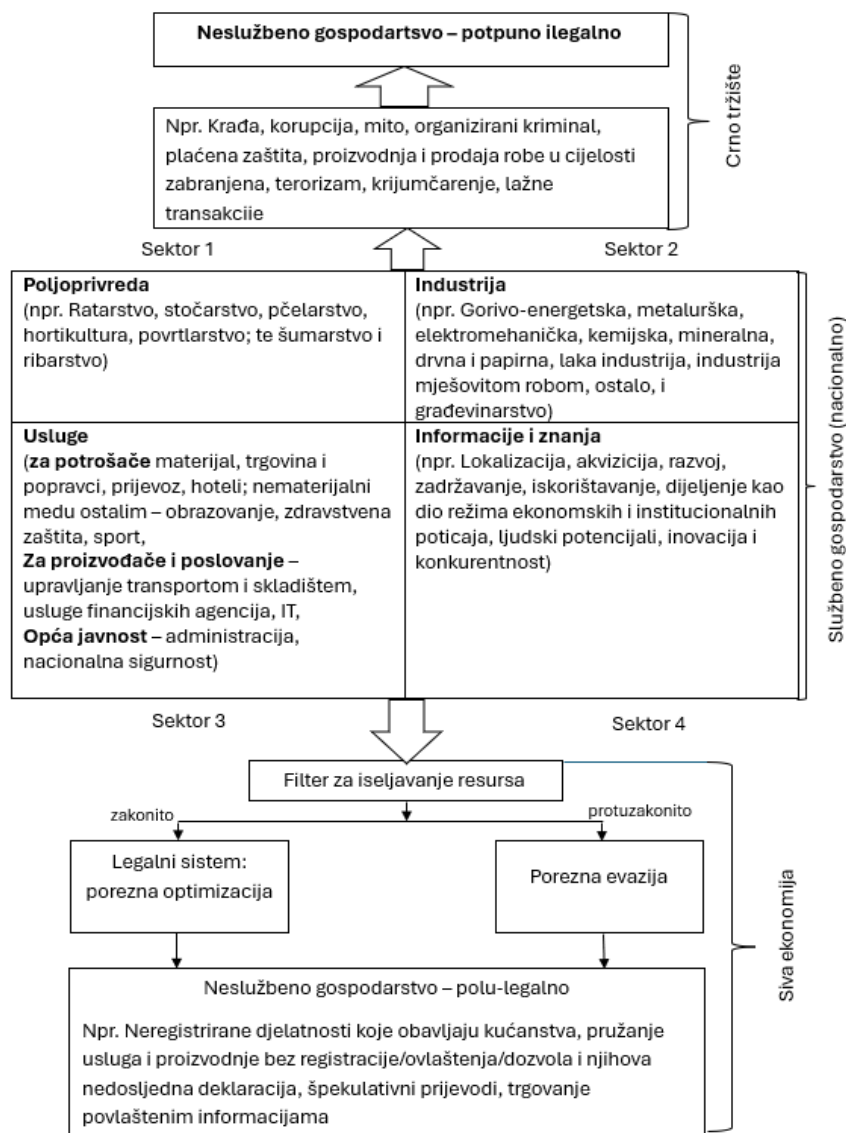 Neslužbeno gospodartsvo – potpuno ilegalno
Npr. Krađa, korupcija, mito, organizirani kriminal,
plaćena zaštita, proizvodnja i prodaja robe u cijelosti
zabranjena, terorizam, krijumčarenje, lažne
transakciie
Crno tržište
Sektor 1
Sektor 2
Poljoprivreda
(npr. Ratarstvo, stočarstvo, pčelarstvo,
hortikultura, povrtlarstvo; te šumarstvo i
ribarstvo)
Industrija
(npr. Gorivo-energetska, metalurška,
elektromehanička, kemijska, mineralna,
drvna i papirna, laka industrija, industrija
mješovitom robom, ostalo, i
građevinarstvo)
Usluge
(za potrošače materijal, trgovina i
popravci, prijevoz, hoteli; nematerijalni
medu ostalim – obrazovanje, zdravstvena
zaštita, sport,
Za proizvođače i poslovanje –
upravljanje transportom i skladištem,
usluge financijskih agencija, IT,
Opća javnost – administracija,
nacionalna sigurnost)
Informacije i znanja
(npr. Lokalizacija, akvizicija, razvoj,
zadržavanje, iskorištavanje, dijeljenje kao
dio režima ekonomskih i institucionalnih
poticaja, ljudski potencijali, inovacija i
konkurentnost)
Službeno gospodarstvo (nacionalno)
Sektor 3
Sektor 4
Filter za iseljavanje resursa
zakonito
protuzakonito
Legalni sistem:
porezna optimizacija
Porezna evazija
Siva ekonomija
Neslužbeno gospodarstvo – polu-legalno
Npr. Neregistrirane djelatnosti koje obavljaju kućanstva, pružanje
usluga i proizvodnje bez registracije/ovlaštenja/dozvola i njihova
nedosljedna deklaracija, špekulativni prijevodi, trgovanje
povlaštenim informacijama